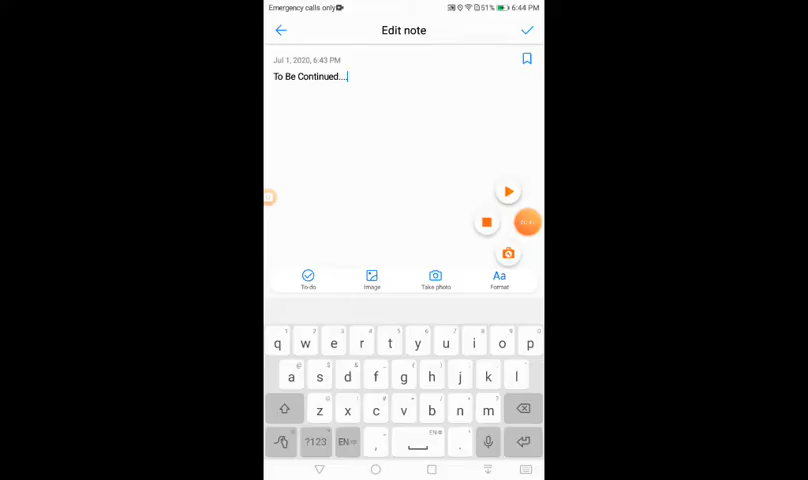 Emergency calls only 51% 6:44 PM
Edit note
Jul 1, 2020, 6:43 PM
To Be Continued...
To-do Image Take photo Aa Format
q w e r t y u i o p
a s d f g h j k l
z x c v b n m
?123 EN , .